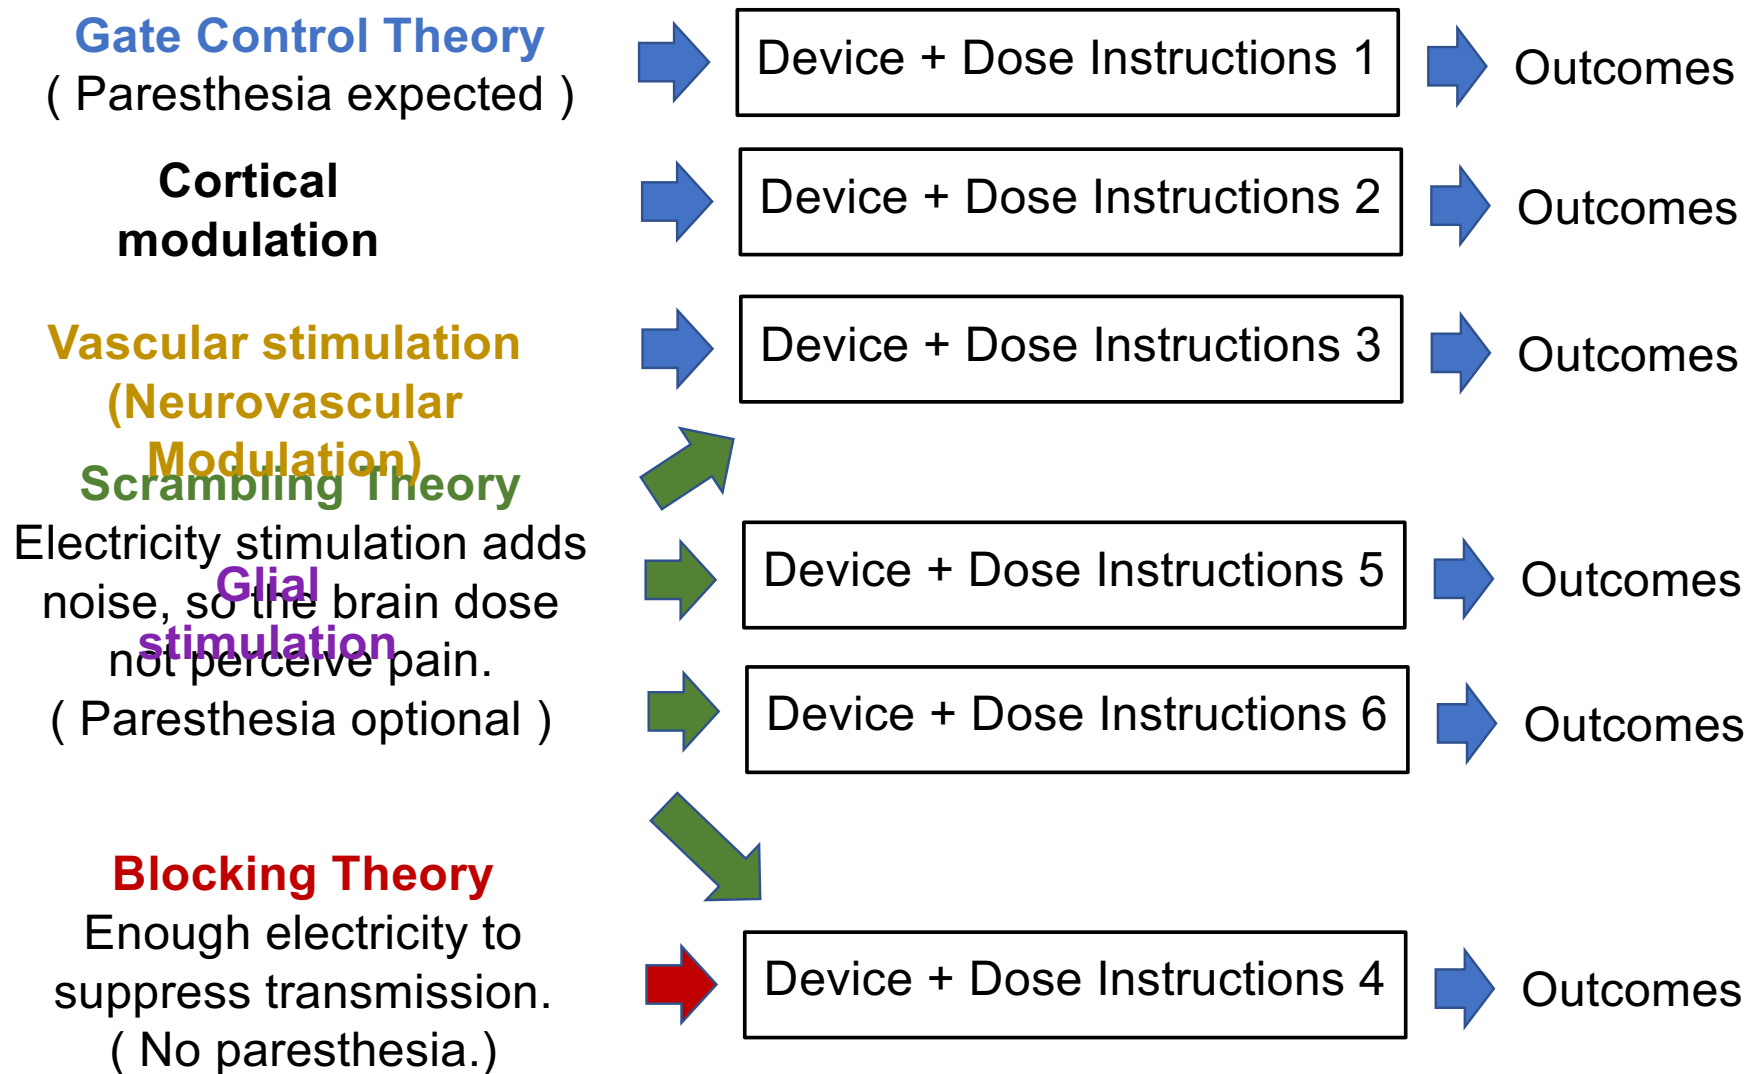 Gate Control Theory
( Paresthesia expected )
Device + Dose Instructions 1
Outcomes
Cortical
modulation
Device + Dose Instructions 2
Outcomes
Vascular stimulation
(Neurovascular
Modulation)
Device + Dose Instructions 3
Outcomes
Scrambling Theory
Electricity stimulation adds
noise, so the brain dose
not perceive pain.
( Paresthesia optional )
Glial
stimulation
Device + Dose Instructions 5
Outcomes
Device + Dose Instructions 6
Outcomes
Blocking Theory
Enough electricity to
suppress transmission.
( No paresthesia.)
Device + Dose Instructions 4
Outcomes